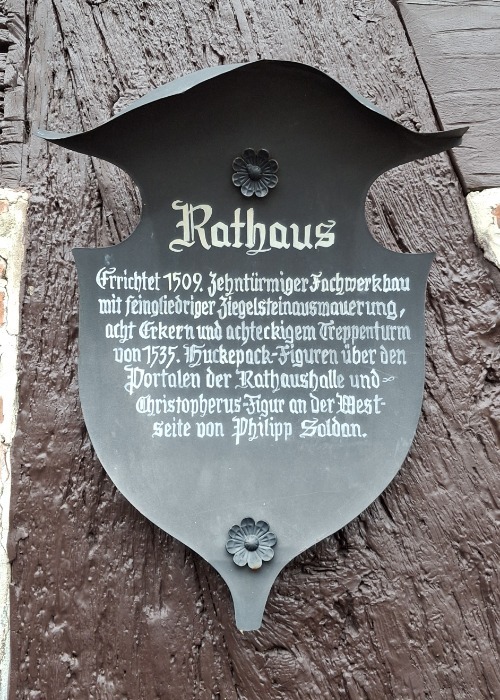 Rathaus
Errichtet 1509. Zehntürmiger Fachwerkbau
mit feingliedriger Ziegelsteinausmauerung,
acht Erkern und achteckigem Treppenturm
von 1535. Huckepack-Figuren über den
Portalen der Rathaushalle und
Christopherus-Figur an der West-
seite von Philipp Soldan.